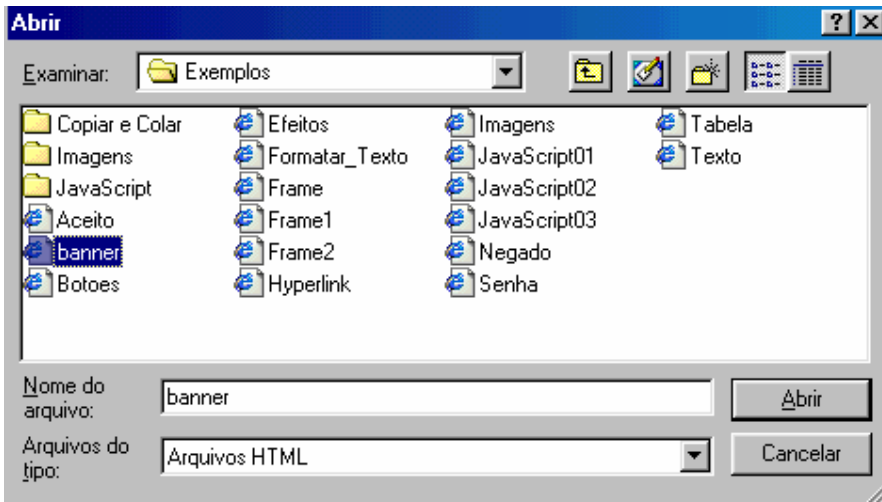 Abrir
Examinar: Exemplos
Copiar e Colar
Imagens
JavaScript
Aceito
banner
Botoes
Efeitos
Formatar_Texto
Frame
Frame1
Frame2
Hyperlink
Imagens
JavaScript01
JavaScript02
JavaScript03
Negado
Senha
Tabela
Texto
Nome do
arquivo:
banner
Abrir
Arquivos do
tipo:
Arquivos HTML
Cancelar